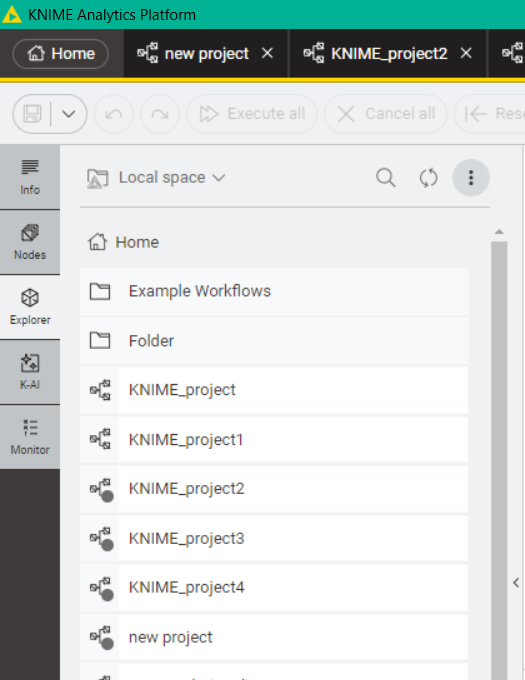 KNIME Analytics Platform
Home
new project
KNIME_project2
Execute all
Cancel all
Info
Local space
Nodes
Home
Example Workflows
Explorer
Folder
K-AI
KNIME_project
KNIME_project1
Monitor
KNIME_project2
KNIME_project3
KNIME_project4
new project